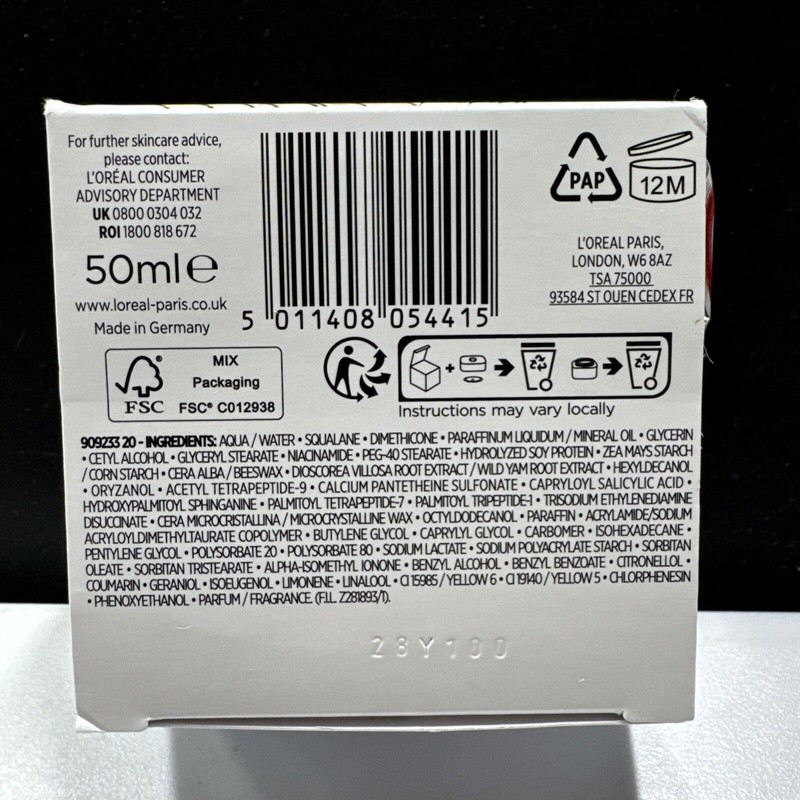 For further skincare advice,
please contact:
L'ORÉAL CONSUMER
ADVISORY DEPARTMENT
UK 0800 0304 032
ROI 1800 818 672
50ml e
www.loreal-paris.co.uk
Made in Germany
5 011408 054415
PAP
12M
L'OREAL PARIS,
LONDON, W6 8AZ
TSA 75000
93584 ST OUEN CEDEX FR
FSC®
MIX
Packaging
FSC® C012938
Instructions may vary locally
909233 20 - INGREDIENTS: AQUA / WATER • SQUALANE • DIMETHICONE • PARAFFINUM LIQUIDUM / MINERAL OIL • GLYCERIN
• CETYL ALCOHOL • GLYCERYL STEARATE • NIACINAMIDE • PEG-40 STEARATE • HYDROLYZED SOY PROTEIN • ZEA MAYS STARCH
/ CORN STARCH • CERA ALBA / BEESWAX • DIOSCOREA VILLOSA ROOT EXTRACT / WILD YAM ROOT EXTRACT • HEXYLDECANOL
• ORYZANOL • ACETYL TETRAPEPTIDE-9 • CALCIUM PANTETHEINE SULFONATE • CAPRYLOYL SALICYLIC ACID •
HYDROXYPALMITOYL SPHINGANINE • PALMITOYL TETRAPEPTIDE-7 • PALMITOYL TRIPEPTIDE-1 • TRISODIUM ETHYLENEDIAMINE
DISUCCINATE • CERA MICROCRISTALLINA / MICROCRYSTALLINE WAX • OCTYLDODECANOL • PARAFFIN • ACRYLAMIDE/SODIUM
ACRYLOYLDIMETHYLTAURATE COPOLYMER • BUTYLENE GLYCOL • CAPRYLYL GLYCOL • CARBOMER • ISOHEXADECANE •
PENTYLENE GLYCOL • POLYSORBATE 20 • POLYSORBATE 80 • SODIUM LACTATE • SODIUM POLYACRYLATE STARCH • SORBITAN
OLEATE • SORBITAN TRISTEARATE • ALPHA-ISOMETHYL IONONE • BENZYL ALCOHOL • BENZYL BENZOATE • CITRONELLOL •
COUMARIN • GERANIOL • ISOEUGENOL • LIMONENE • LINALOOL • CI 15985 / YELLOW 6 • CI 19140 / YELLOW 5 • CHLORPHENESIN
• PHENOXYETHANOL • PARFUM / FRAGRANCE. (F.I.L. Z281893/1).
28Y100